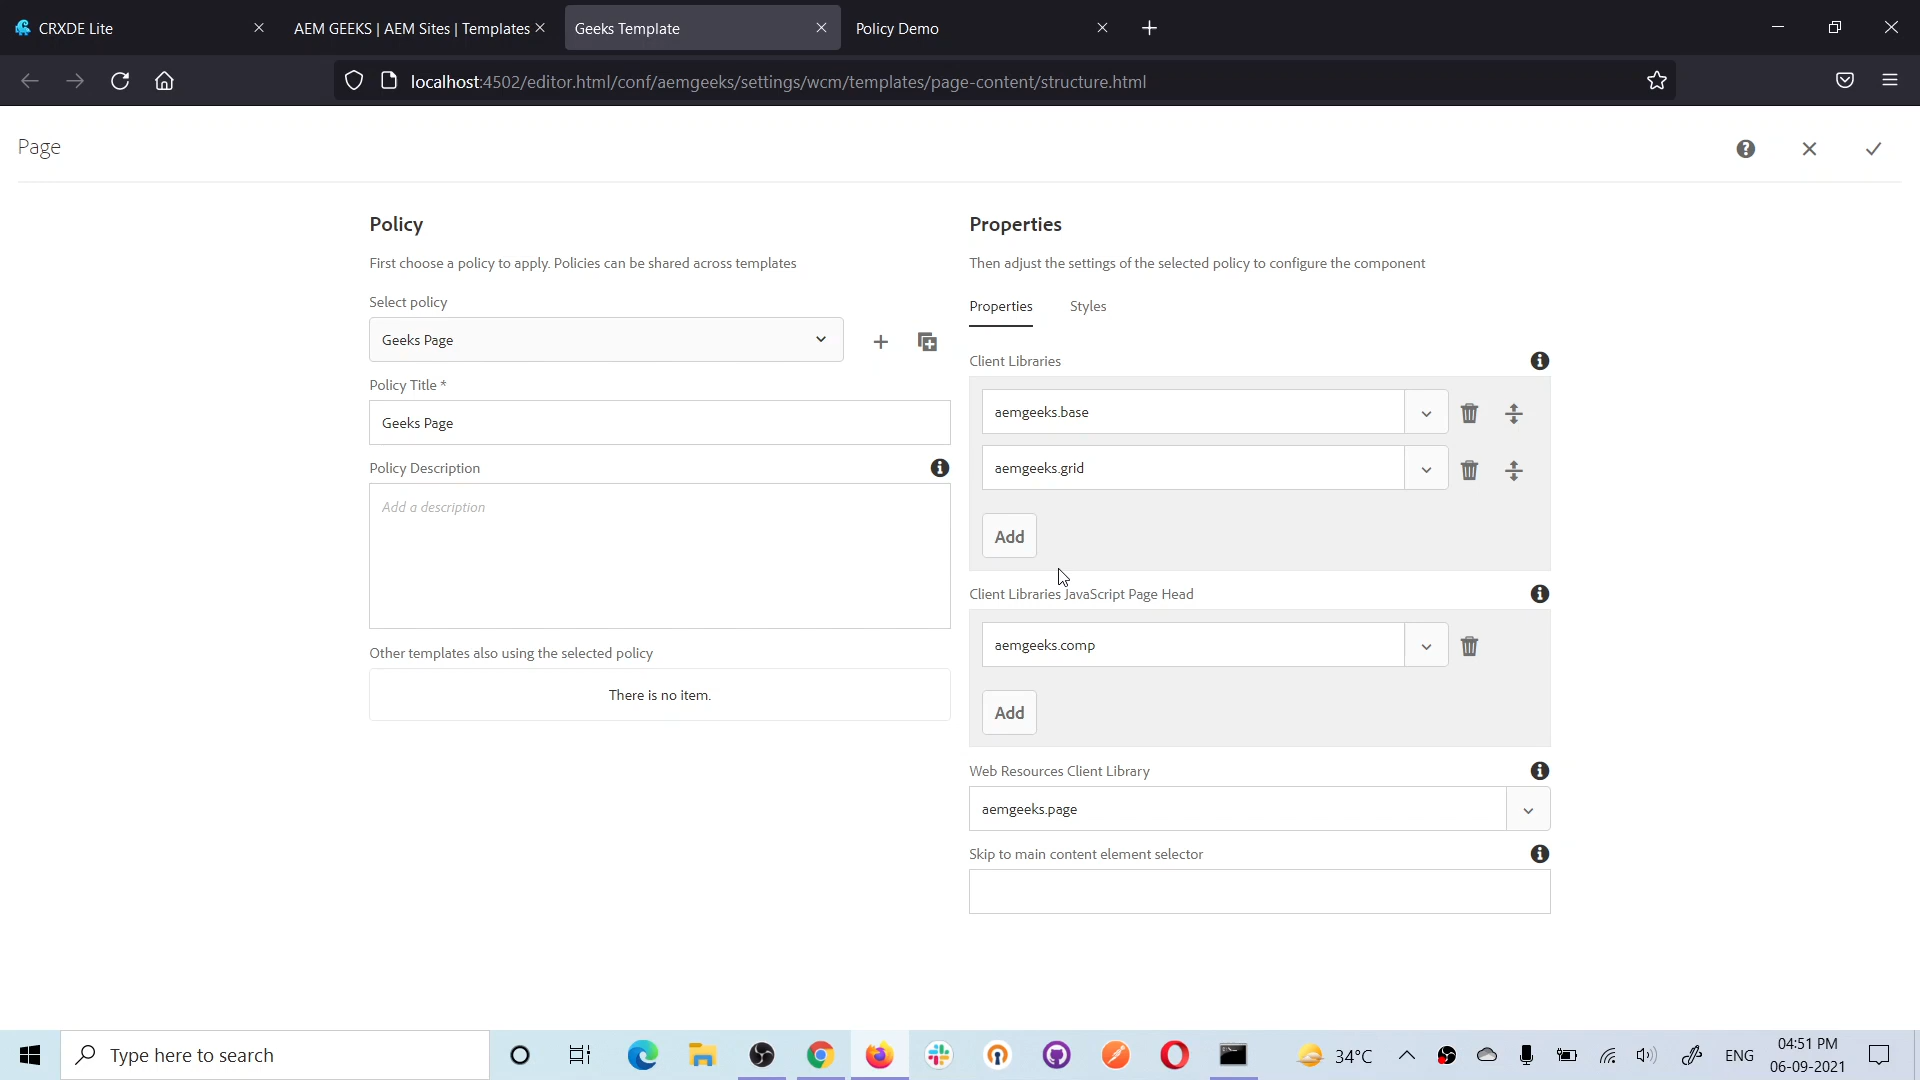 CRXDE Lite
AEM GEEKS | AEM Sites | Templates
Geeks Template
Policy Demo
localhost:4502/editor.html/conf/aemgeeks/settings/wcm/templates/page-content/structure.html
Page
Policy
First choose a policy to apply. Policies can be shared across templates
Select policy
Geeks Page
Policy Title *
Geeks Page
Policy Description
Add a description
Other templates also using the selected policy
There is no item.
Properties
Then adjust the settings of the selected policy to configure the component
Properties
Styles
Client Libraries
aemgeeks.base
aemgeeks.grid
Add
Client Libraries JavaScript Page Head
aemgeeks.comp
Add
Web Resources Client Library
aemgeeks.page
Skip to main content element selector
Type here to search
34°C
ENG
04:51 PM
06-09-2021